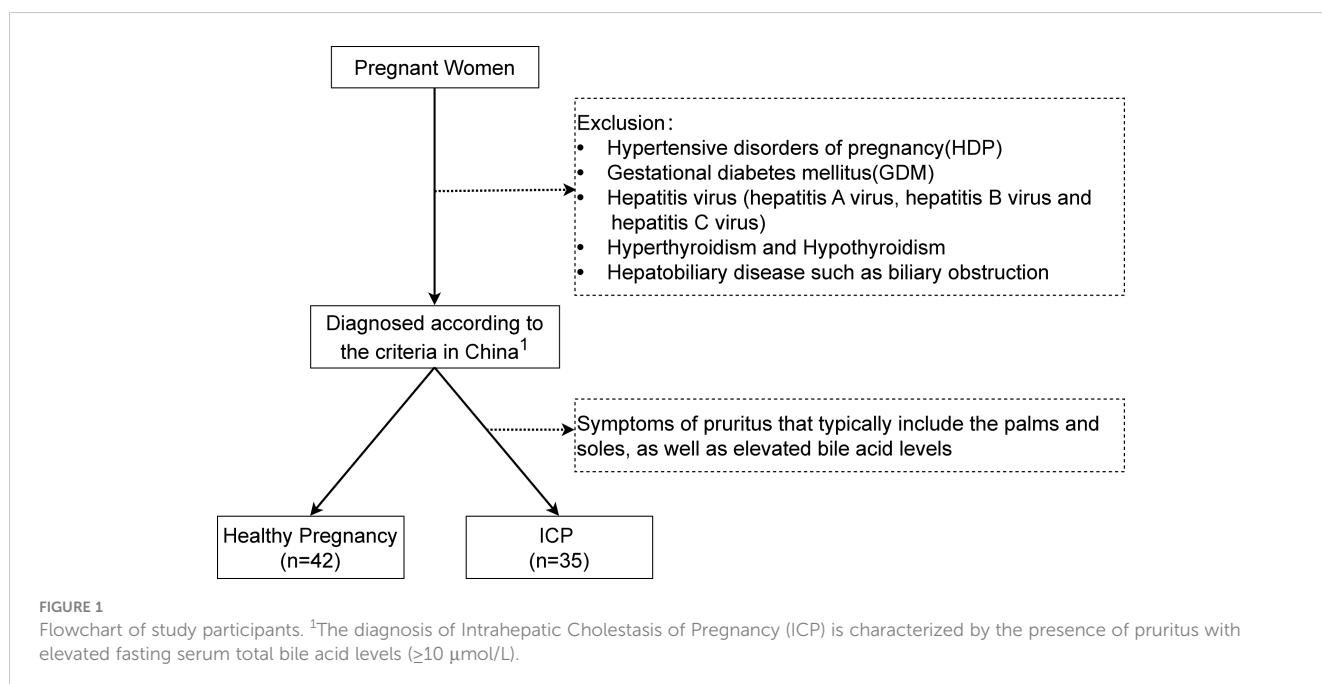 Pregnant Women
Exclusion:
• Hypertensive disorders of pregnancy(HDP)
• Gestational diabetes mellitus(GDM)
• Hepatitis virus (hepatitis A virus, hepatitis B virus and
hepatitis C virus)
• Hyperthyroidism and Hypothyroidism
• Hepatobiliary disease such as biliary obstruction
Diagnosed according to
the criteria in China¹
Symptoms of pruritus that typically include the palms and
soles, as well as elevated bile acid levels
Healthy Pregnancy
(n=42)
ICP
(n=35)
FIGURE 1
Flowchart of study participants. ¹The diagnosis of Intrahepatic Cholestasis of Pregnancy (ICP) is characterized by the presence of pruritus with
elevated fasting serum total bile acid levels (≥10 μmol/L).